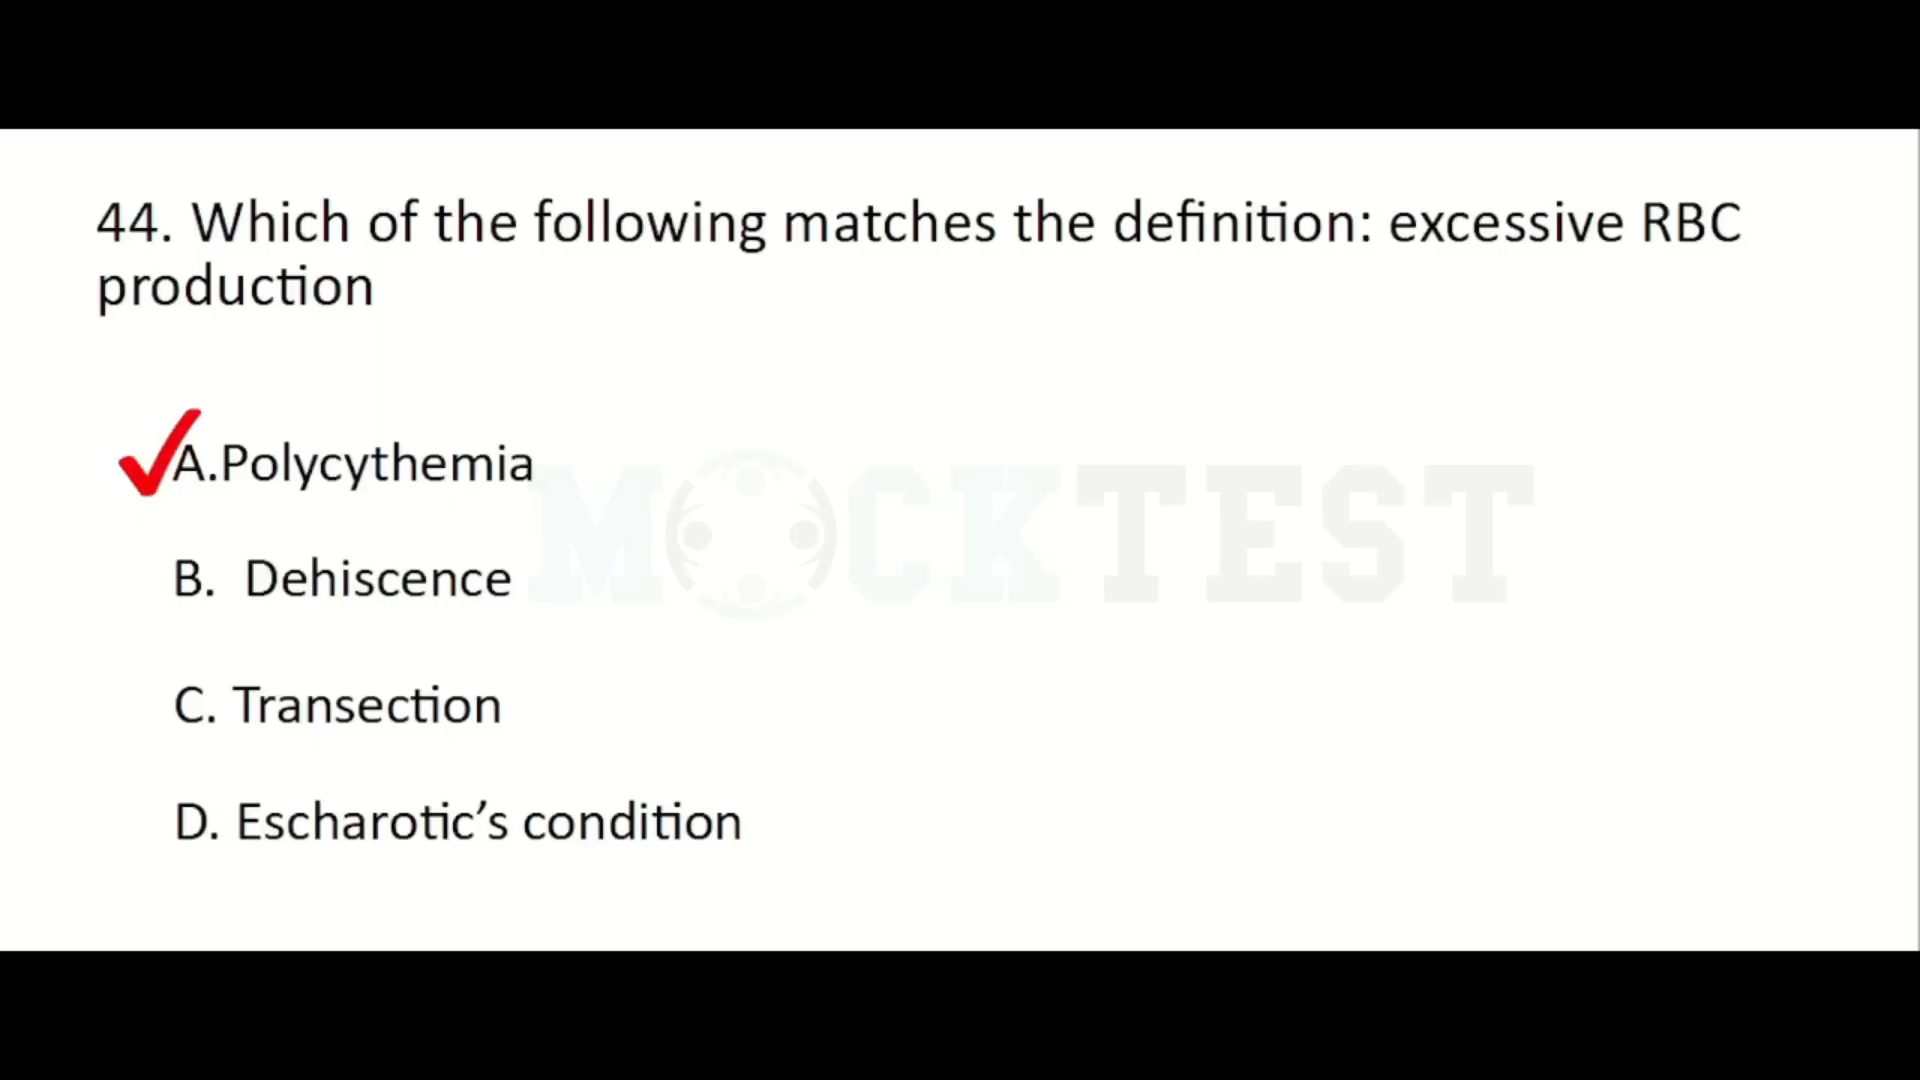 44. Which of the following matches the definition: excessive RBC
production
A.Polycythemia
MOCKTEST
B. Dehiscence
C. Transection
D. Escharotic’s condition